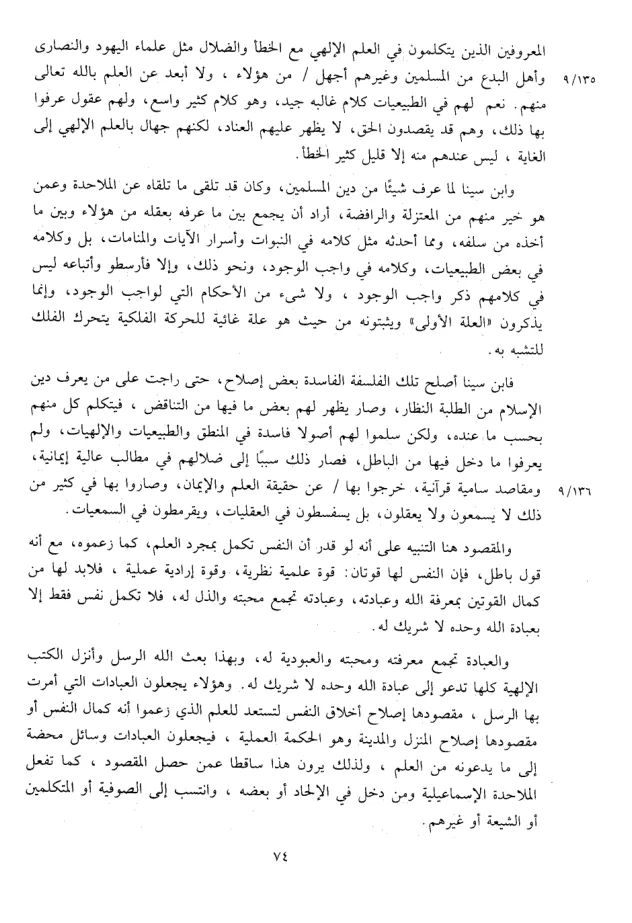 المعروفين الذين يتكلمون في العلم الإلهي مع الخطأ والضلال مثل علماء اليهود والنصارى
٩/١٣٥ وأهل البدع من المسلمين وغيرهم أجهل / من هؤلاء ، ولا أبعد عن العلم بالله تعالى
منهم. نعم لهم في الطبيعيات كلام غالبه جيد، وهو كلام كثير واسع، ولهم عقول عرفوا
بها ذلك، وهم قد يقصدون الحق، لا يظهر عليهم العناد، لكنهم جهال بالعلم الإلهي إلى
الغاية ، ليس عندهم منه إلا قليل كثير الخطأ.
وابن سينا لما عرف شيئًا من دين المسلمين، وكان قد تلقى ما تلقاه عن الملاحدة وعمن
هو خير منهم من المعتزلة والرافضة، أراد أن يجمع بين ما عرفه بعقله من هؤلاء وبين ما
أخذه من سلفه، ومما أحدثه مثل كلامه في النبوات وأسرار الآيات والمنامات، بل وكلامه
في بعض الطبيعيات، وكلامه في واجب الوجود، ونحو ذلك، وإلا فأرسطو وأتباعه ليس
في كلامهم ذكر واجب الوجود ، ولا شىء من الأحكام التي لواجب الوجود، وإنما
يذكرون «العلة الأولى» ويثبتونه من حيث هو علة غائية للحركة الفلكية يتحرك الفلك
للتشبه به.
فابن سينا أصلح تلك الفلسفة الفاسدة بعض إصلاح، حتى راجت على من يعرف دين
الإسلام من الطلبة النظار، وصار يظهر لهم بعض ما فيها من التناقض ، فيتكلم كل منهم
بحسب ما عنده، ولكن سلموا لهم أصولا فاسدة في المنطق والطبيعيات والإلهيات، ولم
يعرفوا ما دخل فيها من الباطل، فصار ذلك سببًا إلى ضلالهم في مطالب عالية إيمانية،
٩/١٣٦ ومقاصد سامية قرآنية، خرجوا بها / عن حقيقة العلم والإيمان، وصاروا بها في كثير من
ذلك لا يسمعون ولا يعقلون، بل يسفسطون في العقليات، ويقرمطون في السمعيات.
والمقصود هنا التنبيه على أنه لو قدر أن النفس تكمل بمجرد العلم، كما زعموه، مع أنه
قول باطل، فإن النفس لها قوتان: قوة علمية نظرية، وقوة إرادية عملية ، فلابد لها من
كمال القوتين بمعرفة الله وعبادته، وعبادته تجمع محبته والذل له، فلا تكمل نفس فقط إلا
بعبادة الله وحده لا شريك له.
والعبادة تجمع معرفته ومحبته والعبودية له، وبهذا بعث الله الرسل وأنزل الكتب
الإلهية كلها تدعو إلى عبادة الله وحده لا شريك له. وهؤلاء يجعلون العبادات التي أمرت
بها الرسل ، مقصودها إصلاح أخلاق النفس لتستعد للعلم الذي زعموا أنه كمال النفس أو
مقصودها إصلاح المنزل والمدينة وهو الحكمة العملية ، فيجعلون العبادات وسائل محضة
إلى ما يدعونه من العلم ، ولذلك يرون هذا ساقطا عمن حصل المقصود ، كما تفعل
الملاحدة الإسماعيلية ومن دخل في الإلحاد أو بعضه ، وانتسب إلى الصوفية أو المتكلمين
أو الشيعة أو غيرهم.
٧٤